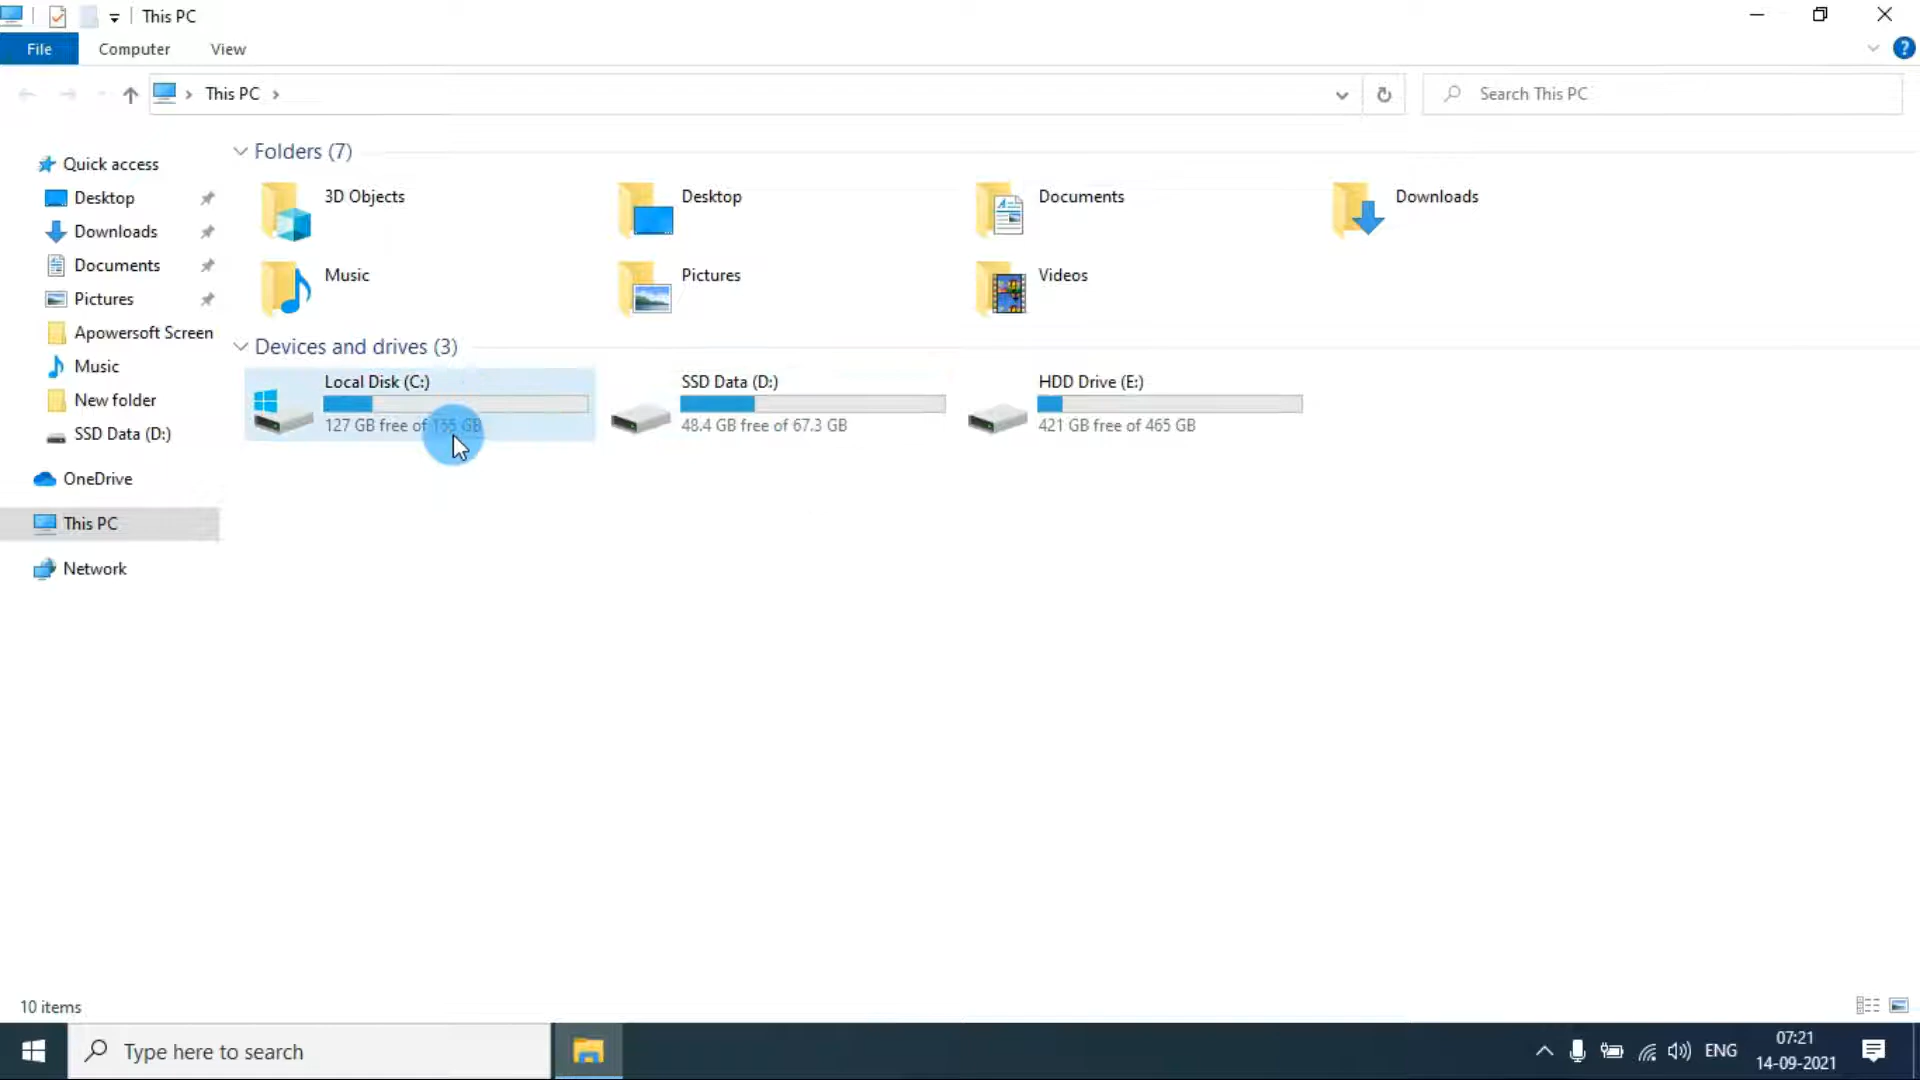 This PC
File Computer View
?
This PC
Search This PC
Quick access
Desktop
Downloads
Documents
Pictures
Apowersoft Screen
Music
New folder
SSD Data (D:)
OneDrive
This PC
Network
Folders (7)
3D Objects
Desktop
Documents
Downloads
Music
Pictures
Videos
Devices and drives (3)
Local Disk (C:)
127 GB free of 155 GB
SSD Data (D:)
48.4 GB free of 67.3 GB
HDD Drive (E:)
421 GB free of 465 GB
10 items
Type here to search
ENG
07:21
14-09-2021